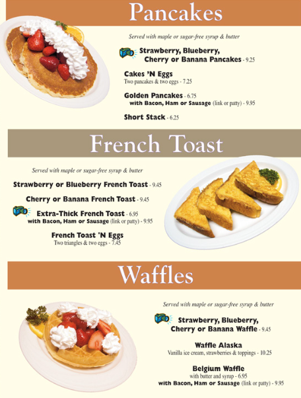 Pancakes
Served with maple or sugar-free syrup & butter
Strawberry, Blueberry,
Cherry or Banana Pancakes - 9.25
Cakes 'N Eggs
Two pancakes & two eggs - 7.25
Golden Pancakes - 6.75
with Bacon, Ham or Sausage (link or patty) - 9.95
Short Stack - 6.25
French Toast
Served with maple or sugar-free syrup & butter
Strawberry or Blueberry French Toast - 9.45
Cherry or Banana French Toast - 9.45
Extra-Thick French Toast - 6.95
with Bacon, Ham or Sausage (link or patty) - 9.95
French Toast 'N Eggs
Two triangles & two eggs - 7.45
Waffles
Served with maple or sugar-free syrup & butter
Strawberry, Blueberry,
Cherry or Banana Waffle - 9.45
Waffle Alaska
Vanilla ice cream, strawberries & toppings - 10.25
Belgium Waffle
with butter and syrup - 6.95
with Bacon, Ham or Sausage (link or patty) - 9.95